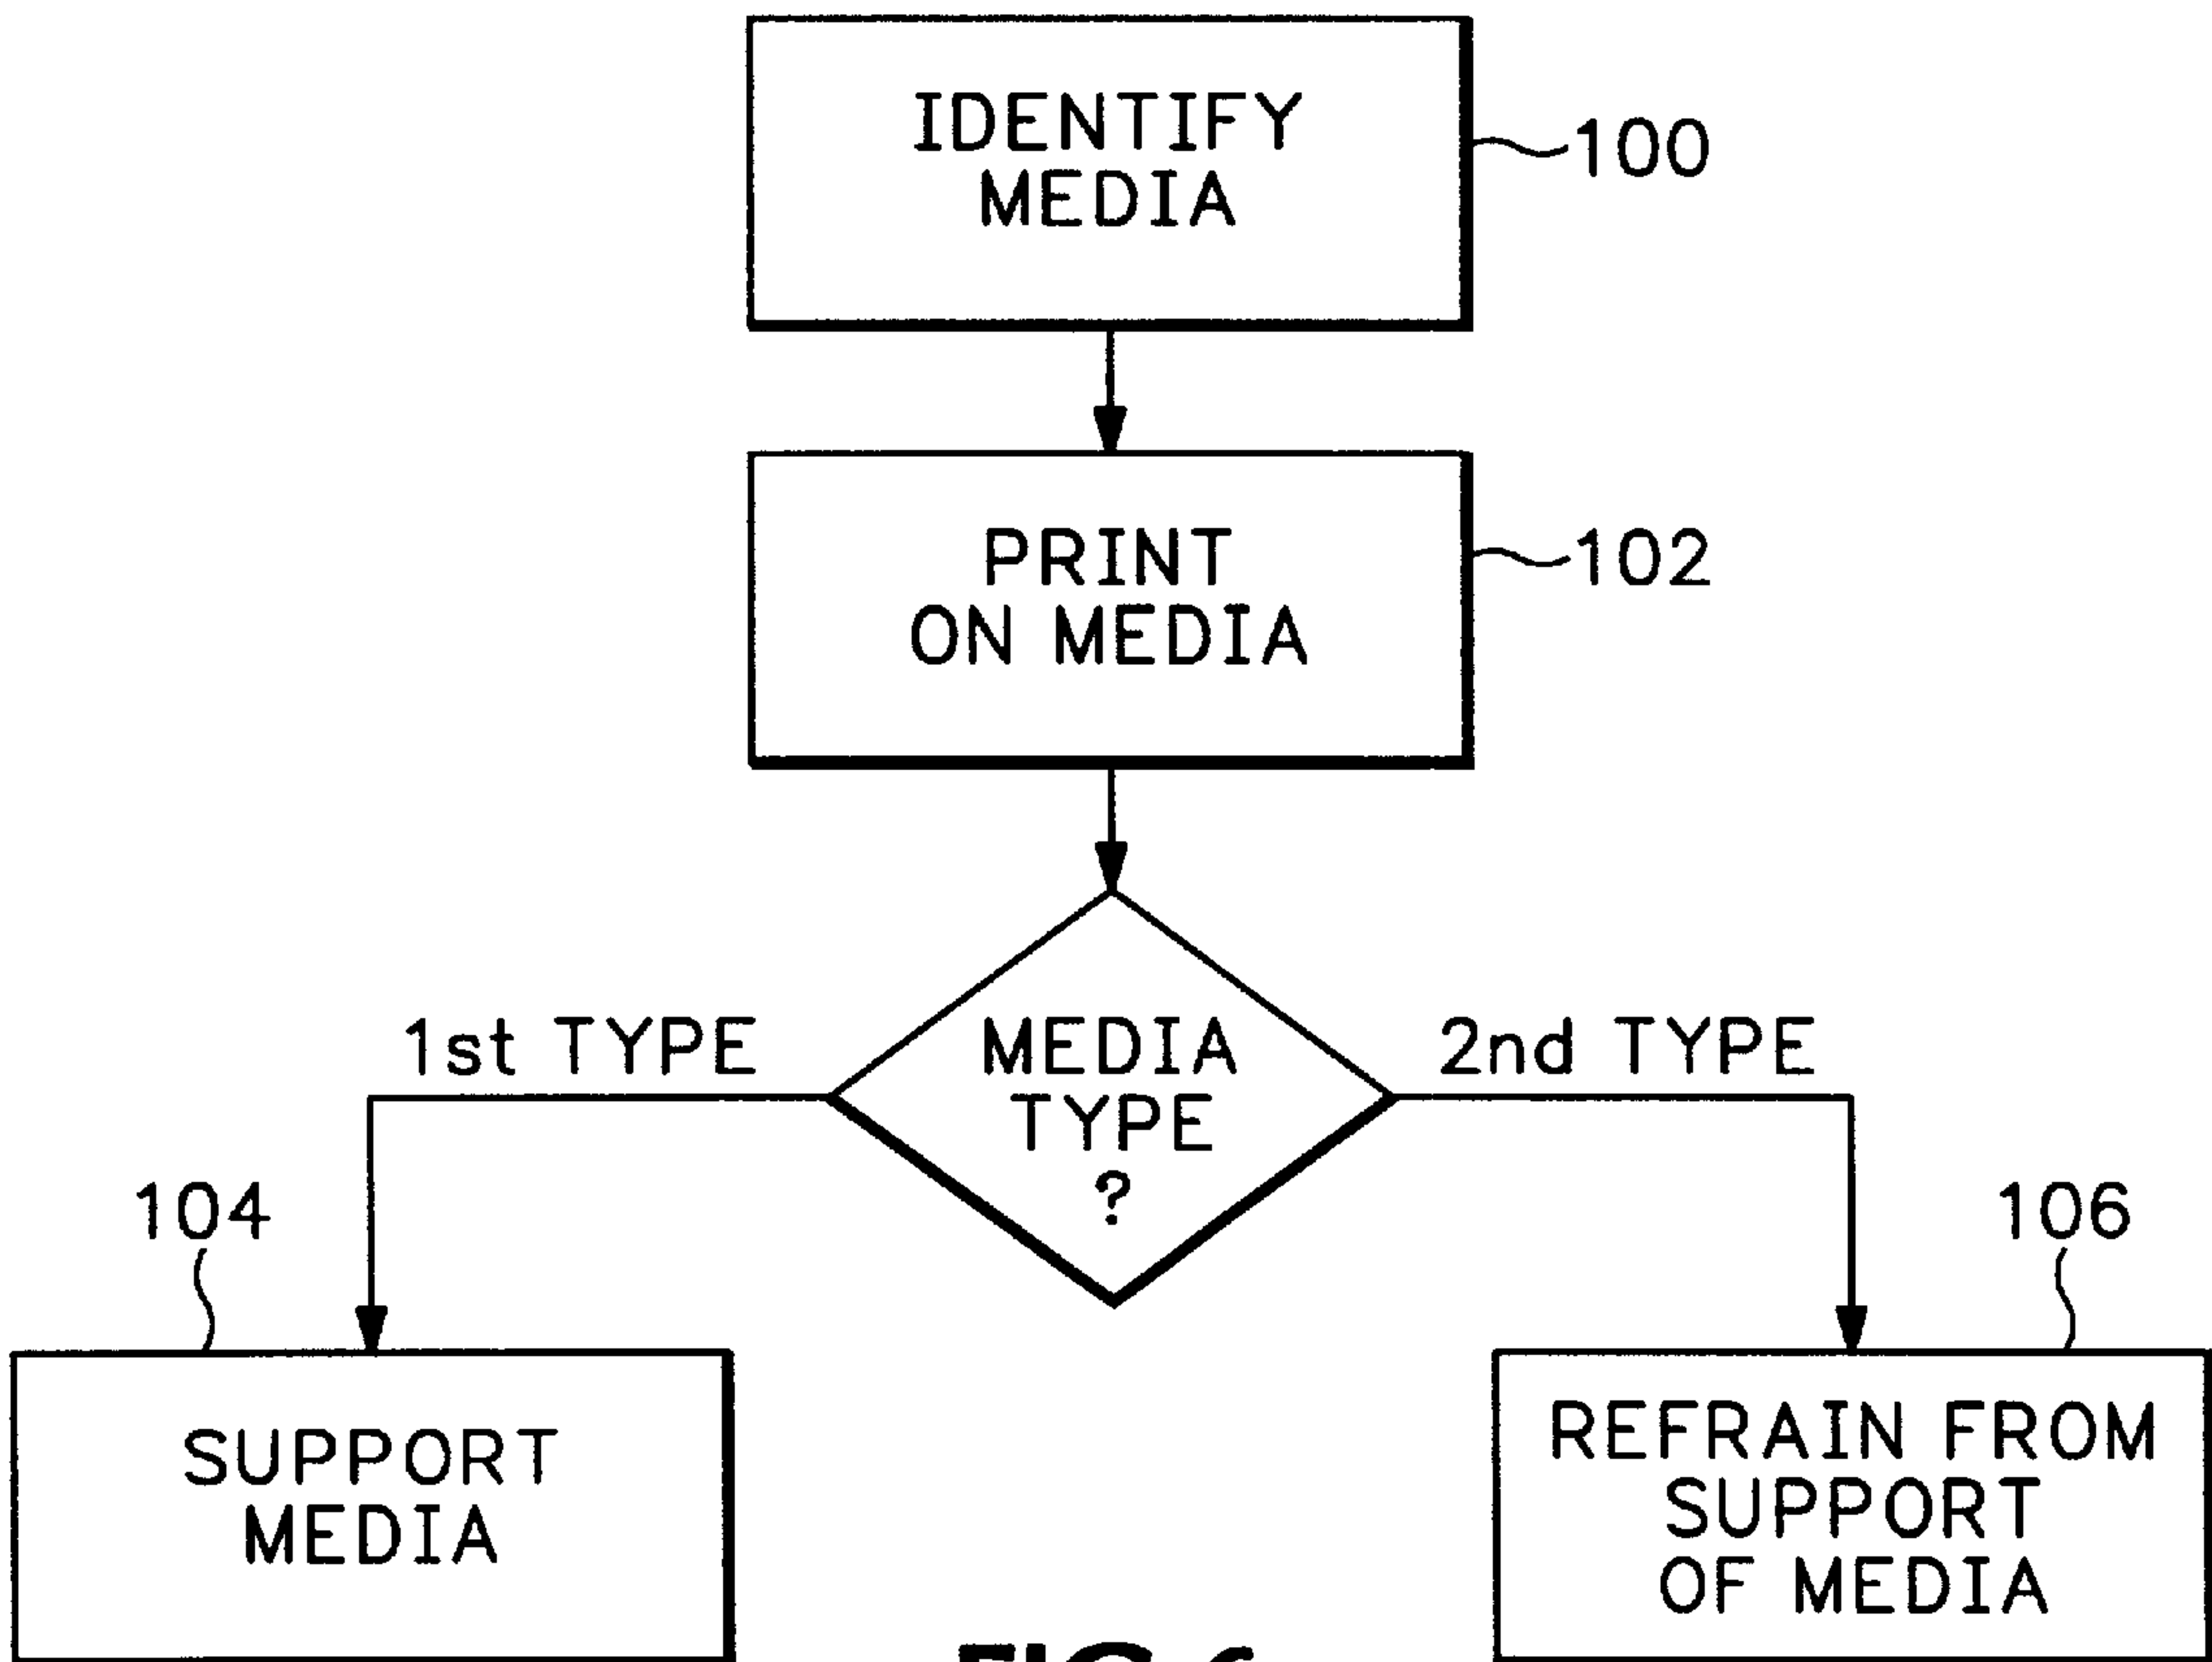 IDENTIFY
MEDIA
100
PRINT
ON MEDIA
102
1st TYPE
MEDIA
TYPE
?
2nd TYPE
104
106
SUPPORT
MEDIA
REFRAIN FROM
SUPPORT
OF MEDIA